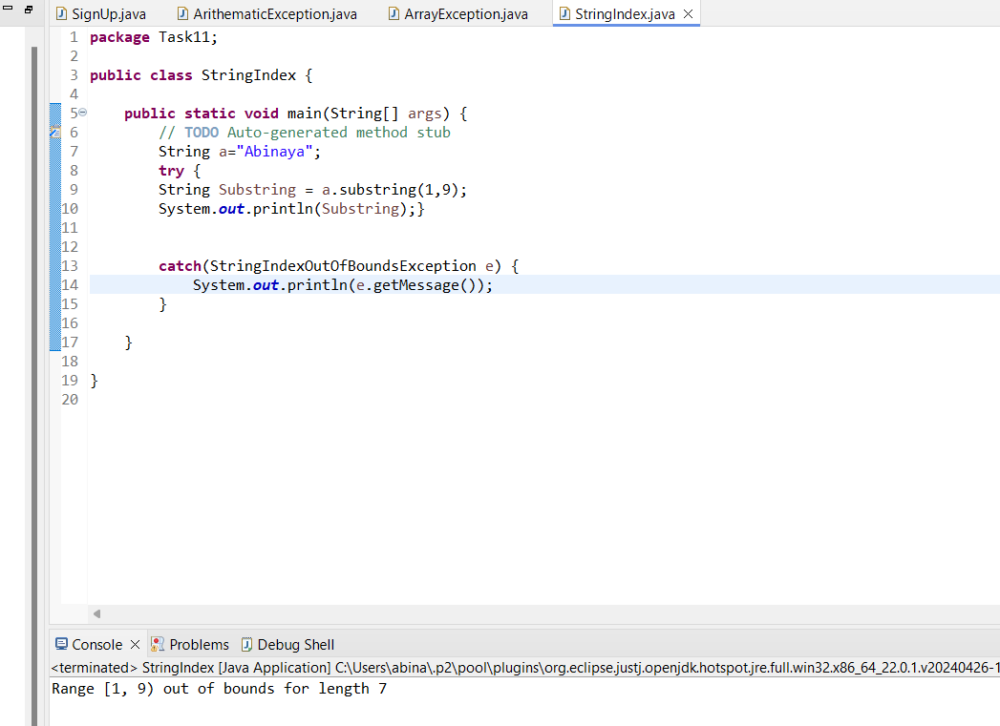 SignUp.java ArithematicException.java ArrayException.java StringIndex.java
1 package Task11;
2
3 public class StringIndex {
4
5 public static void main(String[] args) {
6 // TODO Auto-generated method stub
7 String a="Abinaya";
8 try {
9 String Substring = a.substring(1,9);
10 System.out.println(Substring);}
11
12
13 catch(StringIndexOutOfBoundsException e) {
14 System.out.println(e.getMessage());
15 }
16
17 }
18
19 }
20
Console Problems Debug Shell
<terminated> StringIndex [Java Application] C:\Users\abina\.p2\pool\plugins\org.eclipse.justj.openjdk.hotspot.jre.full.win32.x86_64_22.0.1.v20240426-1
Range [1, 9) out of bounds for length 7